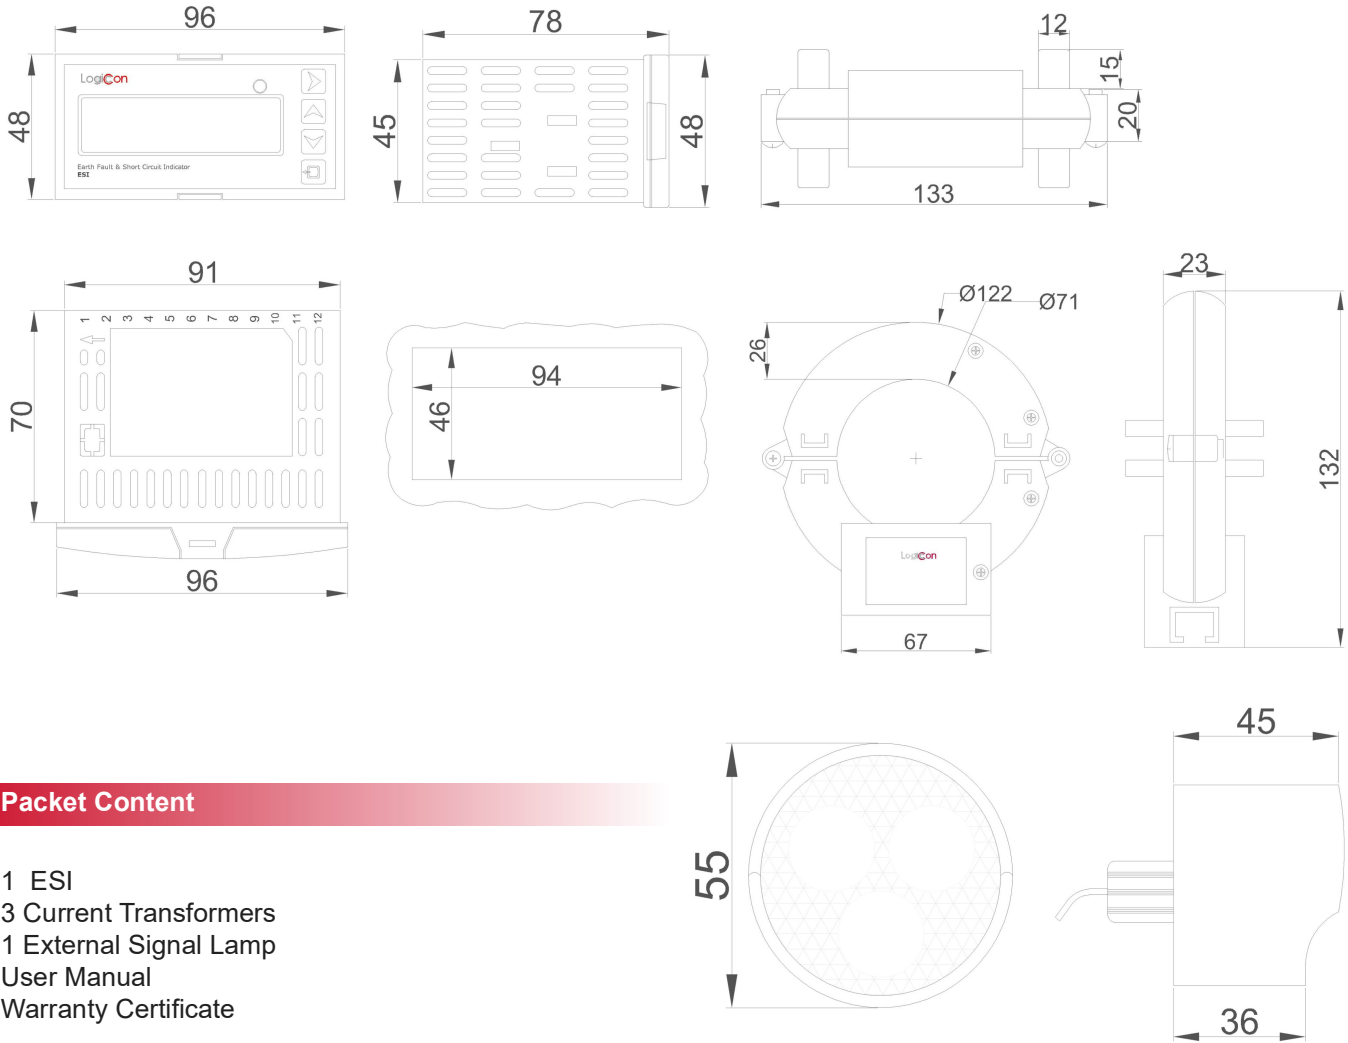 96
48
LogiCon
Earth Fault & Short Circuit Indicator
ESI
78
45
48
12
15
20
133
91
1 2 3 4 5 6 7 8 9 10 11 12
70
96
94
46
Ø122
Ø71
26
LogiCon
67
23
132
Packet Content
1 ESI
3 Current Transformers
1 External Signal Lamp
User Manual
Warranty Certificate
55
45
36